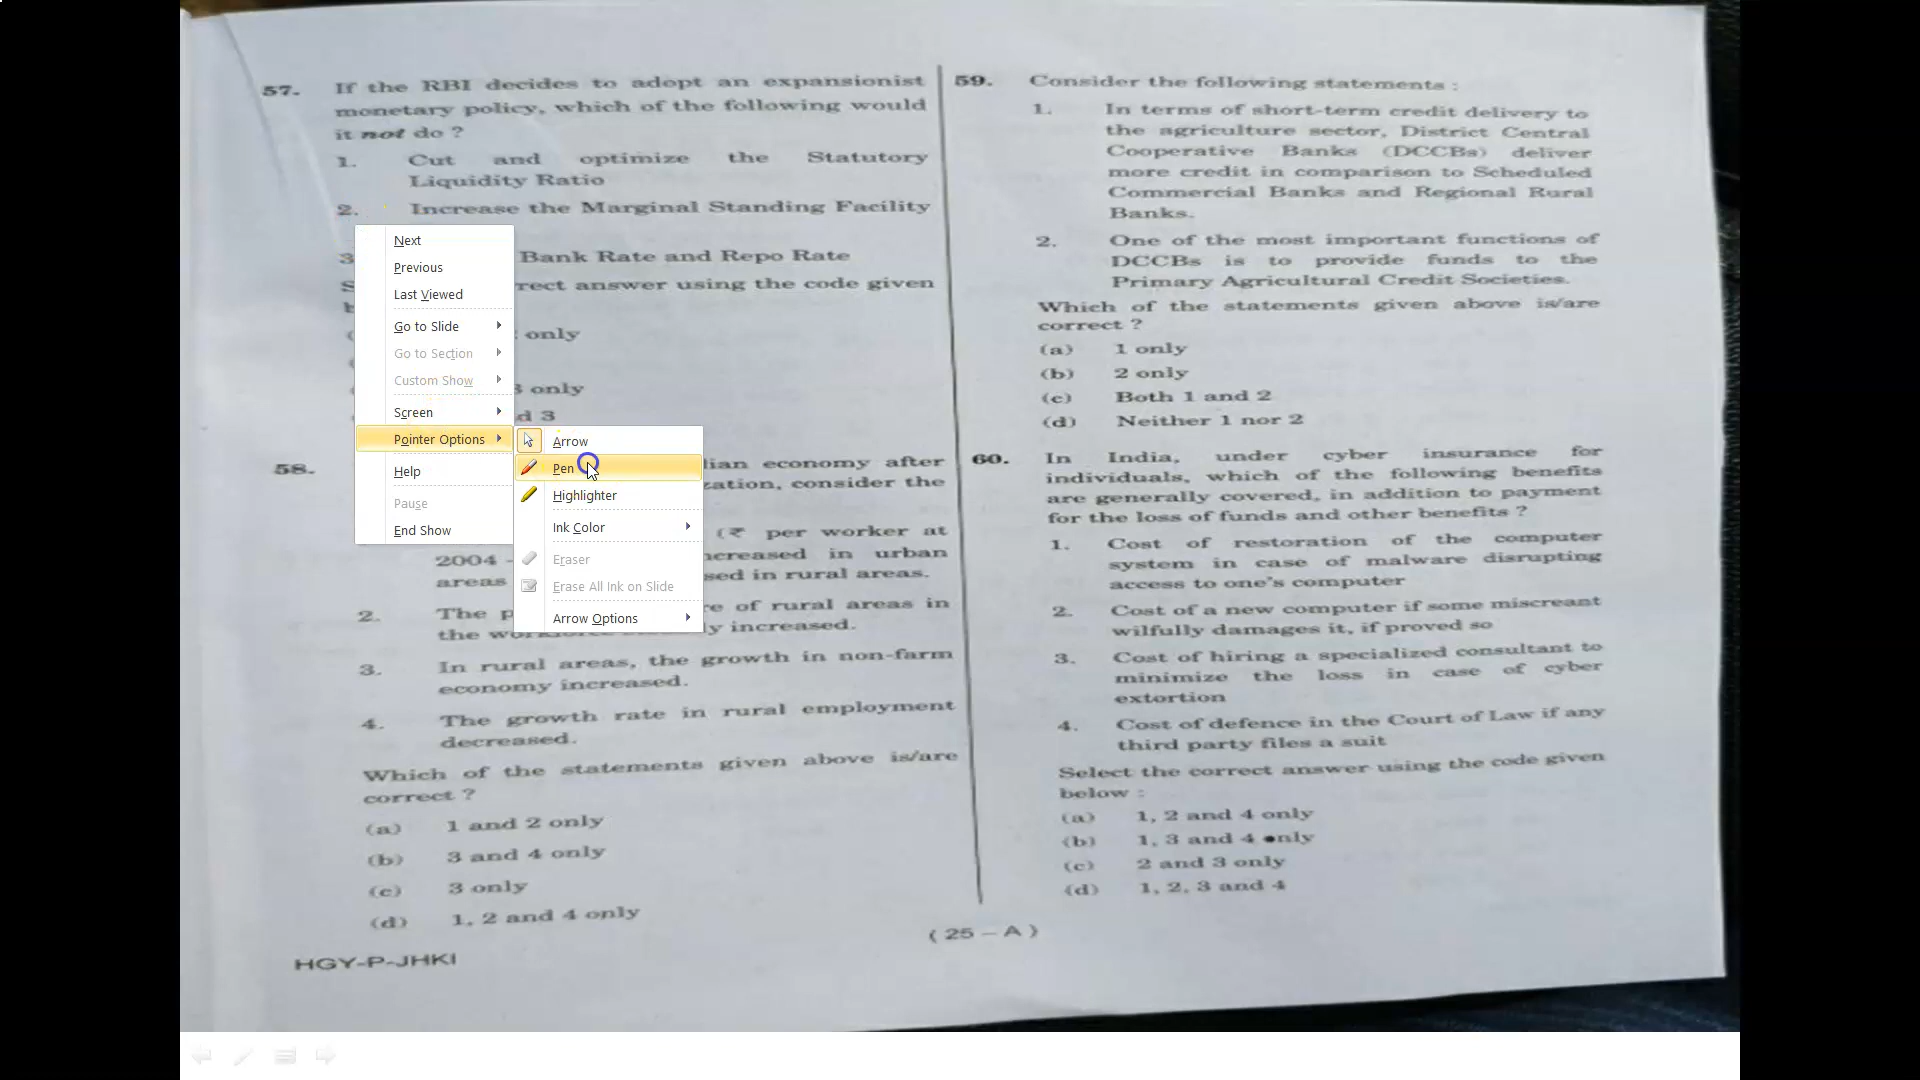 57. If the RBI decides to adopt an expansionist
monetary policy, which of the following would
it not do ?
1. Cut and optimize the Statutory
Liquidity Ratio
2. Increase the Marginal Standing Facility
3 Bank Rate and Repo Rate
S rect answer using the code given
only
3 only
d 3
Next
Previous
Last Viewed
Go to Slide
Go to Section
Custom Show
Screen
Pointer Options
Help
Pause
End Show
Arrow
Pen
Highlighter
Ink Color
Eraser
Erase All Ink on Slide
Arrow Options
58. lian economy after
zation, consider the
(₹ per worker at
2004 - ncreased in urban
areas sed in rural areas.
2. The p e of rural areas in
the workforce y increased.
3. In rural areas, the growth in non-farm
economy increased.
4. The growth rate in rural employment
decreased.
Which of the statements given above is/are
correct ?
(a) 1 and 2 only
(b) 3 and 4 only
(c) 3 only
(d) 1, 2 and 4 only
HGY-P-JHKI
59. Consider the following statements :
1. In terms of short-term credit delivery to
the agriculture sector, District Central
Cooperative Banks (DCCBs) deliver
more credit in comparison to Scheduled
Commercial Banks and Regional Rural
Banks.
2. One of the most important functions of
DCCBs is to provide funds to the
Primary Agricultural Credit Societies.
Which of the statements given above is/are
correct ?
(a) 1 only
(b) 2 only
(c) Both 1 and 2
(d) Neither 1 nor 2
60. In India, under cyber insurance for
individuals, which of the following benefits
are generally covered, in addition to payment
for the loss of funds and other benefits ?
1. Cost of restoration of the computer
system in case of malware disrupting
access to one's computer
2. Cost of a new computer if some miscreant
wilfully damages it, if proved so
3. Cost of hiring a specialized consultant to
minimize the loss in case of cyber
extortion
4. Cost of defence in the Court of Law if any
third party files a suit
Select the correct answer using the code given
below :
(a) 1, 2 and 4 only
(b) 1, 3 and 4 only
(c) 2 and 3 only
(d) 1, 2, 3 and 4
( 25 – A )